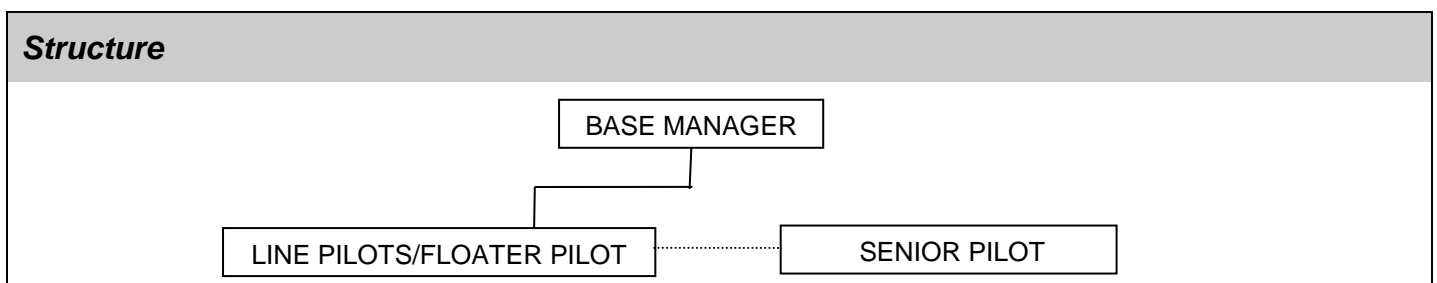 Structure
BASE MANAGER
LINE PILOTS/FLOATER PILOT
SENIOR PILOT